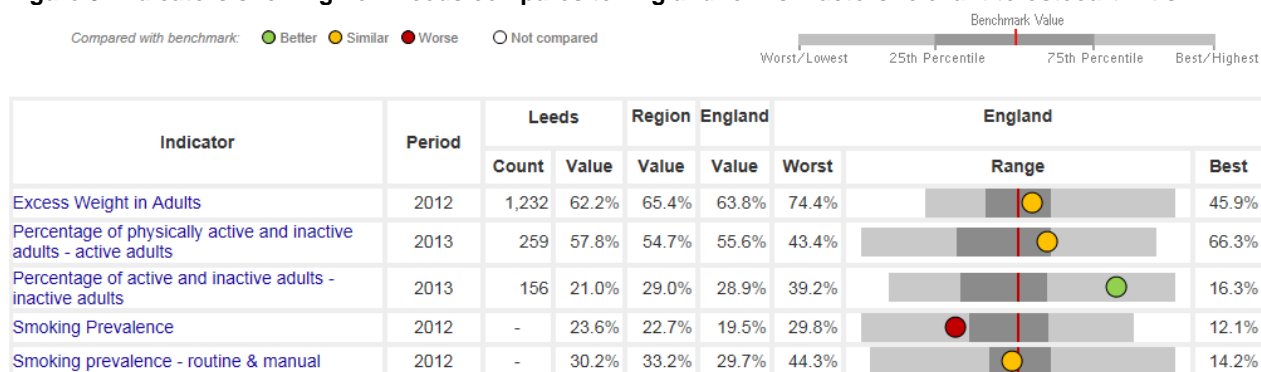 Compared with benchmark: Better Similar Worse Not compared
Benchmark Value
Worst/Lowest 25th Percentile 75th Percentile Best/Highest
Indicator Period Leeds Region England England
Count Value Value Value Worst Range Best
Excess Weight in Adults 2012 1,232 62.2% 65.4% 63.8% 74.4% 45.9%
Percentage of physically active and inactive
adults - active adults 2013 259 57.8% 54.7% 55.6% 43.4% 66.3%
Percentage of active and inactive adults -
inactive adults 2013 156 21.0% 29.0% 28.9% 39.2% 16.3%
Smoking Prevalence 2012 - 23.6% 22.7% 19.5% 29.8% 12.1%
Smoking prevalence - routine & manual 2012 - 30.2% 33.2% 29.7% 44.3% 14.2%